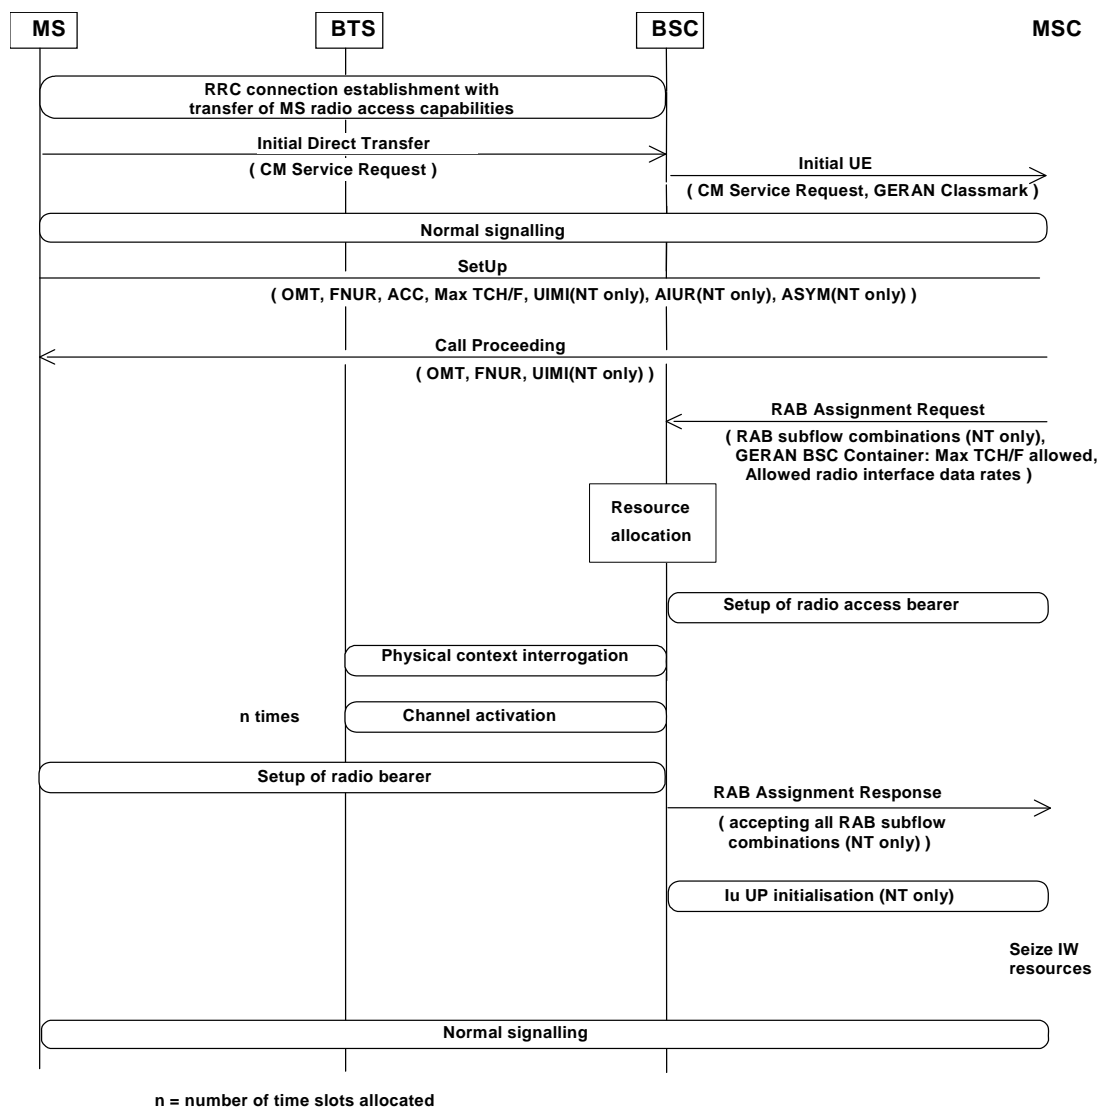 MS BTS BSC MSC
RRC connection establishment with
transfer of MS radio access capabilities
Initial Direct Transfer
( CM Service Request )
Initial UE
( CM Service Request, GERAN Classmark )
Normal signalling
SetUp
( OMT, FNUR, ACC, Max TCH/F, UIMI(NT only), AIUR(NT only), ASYM(NT only) )
Call Proceeding
( OMT, FNUR, UIMI(NT only) )
RAB Assignment Request
( RAB subflow combinations (NT only),
GERAN BSC Container: Max TCH/F allowed,
Allowed radio interface data rates )
Resource
allocation
Setup of radio access bearer
Physical context interrogation
n times
Channel activation
Setup of radio bearer
RAB Assignment Response
( accepting all RAB subflow
combinations (NT only) )
Iu UP initialisation (NT only)
Seize IW
resources
Normal signalling
n = number of time slots allocated